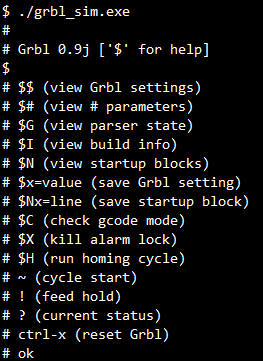 $ ./grbl_sim.exe
#
# Grbl 0.9j ['$' for help]
$
# $$ (view Grbl settings)
# $# (view # parameters)
# $G (view parser state)
# $I (view build info)
# $N (view startup blocks)
# $x=value (save Grbl setting)
# $Nx=line (save startup block)
# $C (check gcode mode)
# $X (kill alarm lock)
# $H (run homing cycle)
# ~ (cycle start)
# ! (feed hold)
# ? (current status)
# ctrl-x (reset Grbl)
# ok